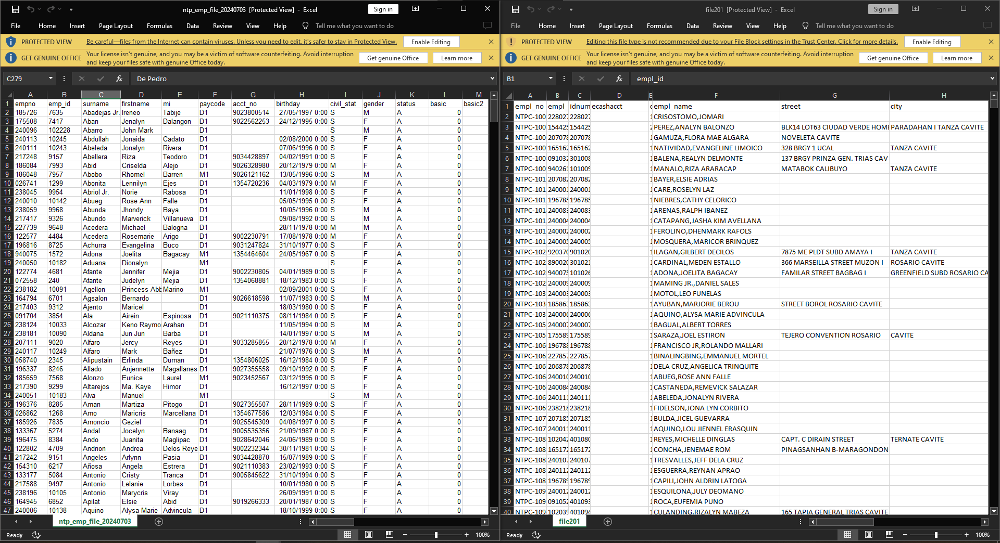 ntp_emp_file_20240703 [Protected View] - Excel
Sign in
File Home Insert Page Layout Formulas Data Review View Help Tell me what you want to do
PROTECTED VIEW Be careful—files from the Internet can contain viruses. Unless you need to edit, it's safer to stay in Protected View. Enable Editing
GET GENUINE OFFICE Your license isn't genuine, and you may be a victim of software counterfeiting. Avoid interruption
and keep your files safe with genuine Office today. Get genuine Office Learn more
C279 fx De Pedro
A B C D E F G H I J K L M
1 empno emp_id surname firstname mi paycode acct_no birthday civil_stat gender status basic basic2
2 185726 7635 Abadejas Jr. Ireneo Tabije D1 9023800514 27/05/1997 0:00 S M A 0
3 175508 7417 Aban Jenalyn Dalangon D1 9022562253 24/12/1995 0:00 S F A 0
4 240096 102228 Abarro John Mark D1 S M A 0
5 240113 10245 Abdullah Jonaida Cadato D1 02/08/2000 0:00 S F A 0
6 240111 10243 Abeleda Jonalyn Rivera D1 07/06/1996 0:00 S F A 0
7 217248 9157 Abellera Riza Teodoro D1 9034428897 04/02/1991 0:00 S F A 0
8 186084 7993 Abid Criselda Alejo D1 9026328980 20/12/1979 0:00 M F A 0
9 186048 7957 Abobo Rhomel Barren M1 9026121162 13/05/1996 0:00 S M A 0
10 026741 1299 Abonita Lennilyn Ejes D1 1354720236 04/03/1979 0:00 M F A 0
11 238045 9954 Abriol Jr. Norie Rabosa D1 11/01/1998 0:00 S M A 0
12 240010 10142 Abueg Rose Ann Falle D1 05/05/1995 0:00 S F A 0
13 238059 9968 Abunda Jhondy Baya D1 10/05/1996 0:00 S M A 0
14 217417 9326 Abundo Marverick Villanueva D1 09/08/1992 0:00 S M A 0
15 227739 9648 Acedera Michael Balogna D1 28/11/1978 0:00 M M A 0
16 122577 4484 Acedera Rosemarie Arigo D1 9002230791 17/08/1978 0:00 M F A 0
17 196816 8725 Achurra Evangelina Buco D1 9031247824 31/10/1977 0:00 S F A 0
18 940075 1572 Adona Joelita Bagacay M1 1354464604 24/05/1967 0:00 S F A 0
19 240050 10182 Aduana Dionalyn M1 S F A 0
20 122774 4681 Afante Jennifer Mejia D1 9002230805 04/01/1989 0:00 S F A 0
21 072558 240 Afante Judelyn Mejia D1 1354068881 18/12/1983 0:00 S F A 0
22 238182 10091 Agellon Princess Abb Marino M1 02/09/2001 0:00 S F A 0
23 164794 6701 Agsalon Bernardo D1 9026618598 11/07/1983 0:00 S M A 0
24 217403 9312 Ajento Maricel D1 18/03/1980 0:00 S F A 0
25 091704 3854 Ala Airein Espinosa D1 9021110375 08/11/1984 0:00 S F A 0
26 238124 10033 Alcozar Keno Raymo Arahan D1 11/05/1994 0:00 S M A 0
27 238181 10090 Aldana Jun Jun Barba D1 14/01/1997 0:00 S M A 0
28 207111 9020 Alfaro Jercy Reyes D1 9033285855 20/12/1978 0:00 M F A 0
29 240117 10249 Alfaro Mark Bañez D1 21/07/1976 0:00 S M A 0
30 058740 2345 Alipustain Erlinda Duman D1 1354806025 16/12/1984 0:00 S F A 0
31 196337 8246 Allado Anjennette Magallanes D1 9027355558 09/10/1992 0:00 S F A 0
32 185659 7568 Alonzo Eunice Laurel M1 9023452567 03/12/1995 0:00 S F A 0
33 217390 9299 Altarejos Ma. Kaye Himor D1 16/12/1997 0:00 S F A 0
34 240051 10183 Alva Manuel M1 S M A 0
35 196376 8285 Aman Martiza Pitogo D1 9027355507 28/11/1989 0:00 S F A 0
36 026862 1268 Amo Maricris Marcellana D1 1354677586 12/03/1984 0:00 S F A 0
37 185926 7835 Amoncio Geziel D1 9025545309 04/08/1997 0:00 S F A 0
38 133367 5274 Andal Jocelyn Banaag D1 9005535356 21/09/1987 0:00 S F A 0
39 196475 8384 Ando Juanita Maglipac D1 9028642046 24/06/1989 0:00 S F A 0
40 122802 4709 Andrion Andrea Delos Reye D1 9002232344 30/11/1981 0:00 S F A 0
41 217242 9151 Angeles Arlynn Pasia D1 9034428870 15/07/1989 0:00 S F A 0
42 154310 6217 Añosa Angela Estrera D1 9021110383 23/02/1993 0:00 S F A 0
43 133177 5084 Antonio Cristy Tranca D1 9005845622 31/10/1994 0:00 S F A 0
44 217588 9497 Antonio Lelanie Lorbes D1 10/01/1980 0:00 S F A 0
45 238196 10105 Antonio Marycris Viray D1 26/09/1991 0:00 S F A 0
46 164945 6852 Apilat Elsie Abid D1 9019266333 20/01/1987 0:00 S F A 0
47 240006 10138 Aquino Alysa Marie Advincula D1 18/10/1999 0:00 S F A 0
ntp_emp_file_20240703
Ready 100%
file201 [Protected View] - Excel
Sign in
File Home Insert Page Layout Formulas Data Review View Help Tell me what you want to do
PROTECTED VIEW Editing this file type is not recommended due to your File Block settings in the Trust Center. Click for more details. Enable Editing
GET GENUINE OFFICE Your license isn't genuine, and you may be a victim of software counterfeiting. Avoid interruption
and keep your files safe with genuine Office today. Get genuine Office Learn more
B1 fx empl_id
A B C D E F G H
1 empl_no empl_ idnum ecashacct empl_name street city
2 NTPC-100 228027 228027 1 CRISOSTOMO,JOMARI
3 NTPC-100 154425 154425 2 PEREZ,ANALYN BALONZO BLK14 LOT63 CIUDAD VERDE HOME PARADAHAN I TANZA CAVITE
4 NTPC-100 207078 207078 1 GAMUZA,FLORA MAE ALGARA NOVELETA CAVITE
5 NTPC-100 165162 165162 1 NATIVIDAD,EVANGELINE LIMOICO 328 BRGY 1 UCAL TANZA CAVITE
6 NTPC-100 091032 301008 1 BALENA,REALYN DELMONTE 137 BRGY PRINZA GEN. TRIAS CAV
7 NTPC-100 940261 101009 1 MANALO,RIZA ARARACAP MATABOK CALIBUYO TANZA CAVITE
8 NTPC-101 207082 207082 1 BAYER,ELSIE ADRIAS
9 NTPC-101 240001 240001 1 CARE,ROSELYN LAZ
10 NTPC-101 196785 196785 1 NIEBRES,CATHY CELORICO
11 NTPC-101 240083 240083 1 ARENAS,RALPH IBANEZ
12 NTPC-101 240004 240004 1 CATAPANG,JASHA KIM AVELLANA
13 NTPC-101 240002 240002 1 FEROLINO,DHENMARK RAFOLS
14 NTPC-101 240005 240005 1 MOSQUERA,MARICOR BRINQUEZ
15 NTPC-102 920370 901020 1 ILAGAN,GILBERT DECILOS 7875 ME PLDT SUBD AMAYA I TANZA CAVITE
16 NTPC-102 890020 301021 1 CARDINAL,MEDEN ESTALLO 366 MARSEILLA STREET MUZON I ROSARIO CAVITE
17 NTPC-102 940075 101026 1 ADONA,JOELITA BAGACAY FAMILAR STREET BAGBAG I GREENFIELD SUBD ROSARIO CA
18 NTPC-102 240009 240009 1 MAMING JR.,DANIEL SALES
19 NTPC-103 240003 240003 1 MOTOL,LEO FUNELAS
20 NTPC-103 185863 185863 1 AYUBAN,MARJORIE BEROU STREET BOROL ROSARIO CAVITE
21 NTPC-103 240006 240006 1 AQUINO,ALYSA MARIE ADVINCULA
22 NTPC-105 240007 240007 1 BAGUAL,ALBERT TORRES
23 NTPC-105 175589 175589 1 SARAZA,JOEL ESTIRON TEJERO CONVENTION ROSARIO CAVITE
24 NTPC-106 196788 196788 1 FRANCISCO JR,ROLANDO MALLARI
25 NTPC-106 227857 227857 1 BINALINGBING,EMMANUEL MORTEL
26 NTPC-106 206878 206878 1 DELA CRUZ,ANGELICA TRINQUITE
27 NTPC-106 240010 240010 1 ABUEG,ROSE ANN FALLE
28 NTPC-106 240084 240084 1 CASTANEDA,REMEVICK SALAZAR
29 NTPC-106 240111 240111 1 ABELEDA,JONALYN RIVERA
30 NTPC-106 238218 238218 1 FIDELSON,JONA LYN CORBITO
31 NTPC-107 207185 207185 1 BULDA,JICEL GUEVARRA
32 NTPC-107 240011 240011 1 AQUINO,LOU JIENNEL ERASQUIN
33 NTPC-108 102042 401080 1 REYES,MICHELLE DINGLAS CAPT. C DIRAIN STREET TERNATE CAVITE
34 NTPC-108 165172 165172 1 CONCHA,JENEMAE ROM PINAGSANHAN B-MARAGONDON
35 NTPC-108 240107 240107 1 TRESVALLES,JEFF DELA CRUZ
36 NTPC-108 240112 240112 1 ESGUERRA,REYNAN APRAO
37 NTPC-108 196789 196789 1 CAPILI,JOHN ALDRIN LATOGA
38 NTPC-109 240012 240012 1 ESQUILONA,JULY DEOMANO
39 NTPC-109 091052 401093 1 ROCA,EUFEMIA PUNO
40 NTPC-109 102039 401094 1 CULANDING,RIZALYN MABEZA 165 TAPIA GENERAL TRIAS CAVITE
file201
Ready 100%